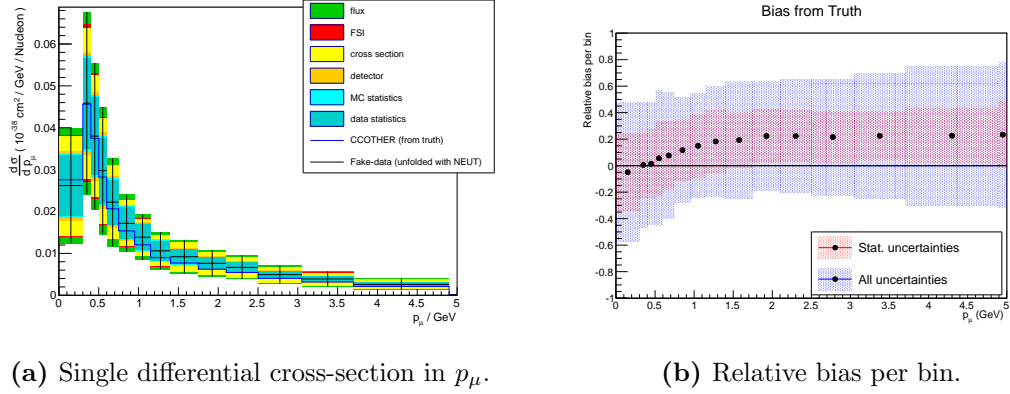 0.06
0.05
0.04
0.03
0.02
0.01
0
dσ
d pμ
( 10⁻³⁸ cm² / GeV / Nucleon )
0 0.5 1 1.5 2 2.5 3 3.5 4 4.5 5
pμ / GeV
flux
FSI
cross section
detector
MC statistics
data statistics
CCOTHER (from truth)
Fake-data (unfolded with NEUT)
(a) Single differential cross-section in pμ.
Bias from Truth
Relative bias per bin
1
0.8
0.6
0.4
0.2
0
-0.2
-0.4
-0.6
-0.8
-1
0 0.5 1 1.5 2 2.5 3 3.5 4 4.5 5
pμ (GeV)
Stat. uncertainties
All uncertainties
(b) Relative bias per bin.